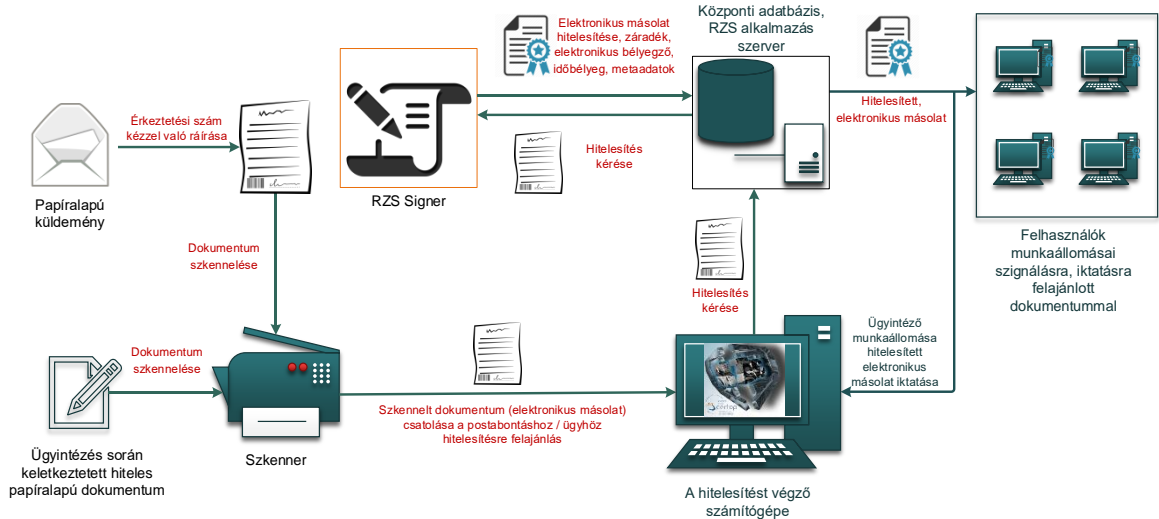 Elektronikus másolat
hitelesítése, záradék,
elektronikus bélyegző,
időbélyeg, metaadatok
Központi adatbázis,
RZS alkalmazás
szerver
Érkeztetési szám
kézzel való ráírása
Hitelesítés
kérése
Hitelesített,
elektronikus másolat
Papíralapú
küldemény
RZS Signer
Dokumentum
szkennelése
Hitelesítés
kérése
Felhasználók
munkaállomásai
szignálásra, iktatásra
felajánlott
dokumentummal
Dokumentum
szkennelése
Ügyintéző
munkaállomása
hitelesített
elektronikus
másolat iktatása
Szkennelt dokumentum (elektronikus másolat)
csatolása a postabontáshoz / ügyhöz
hitelesítésre felajánlás
Ügyintézés során
keletkeztetett hiteles
papíralapú dokumentum
Szkenner
A hitelesítést végző
számítógépe